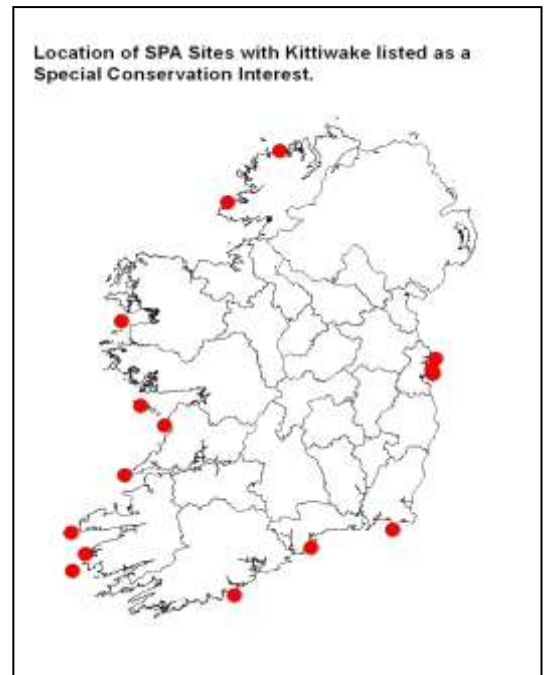 Location of SPA Sites with Kittiwake listed as a
Special Conservation Interest.